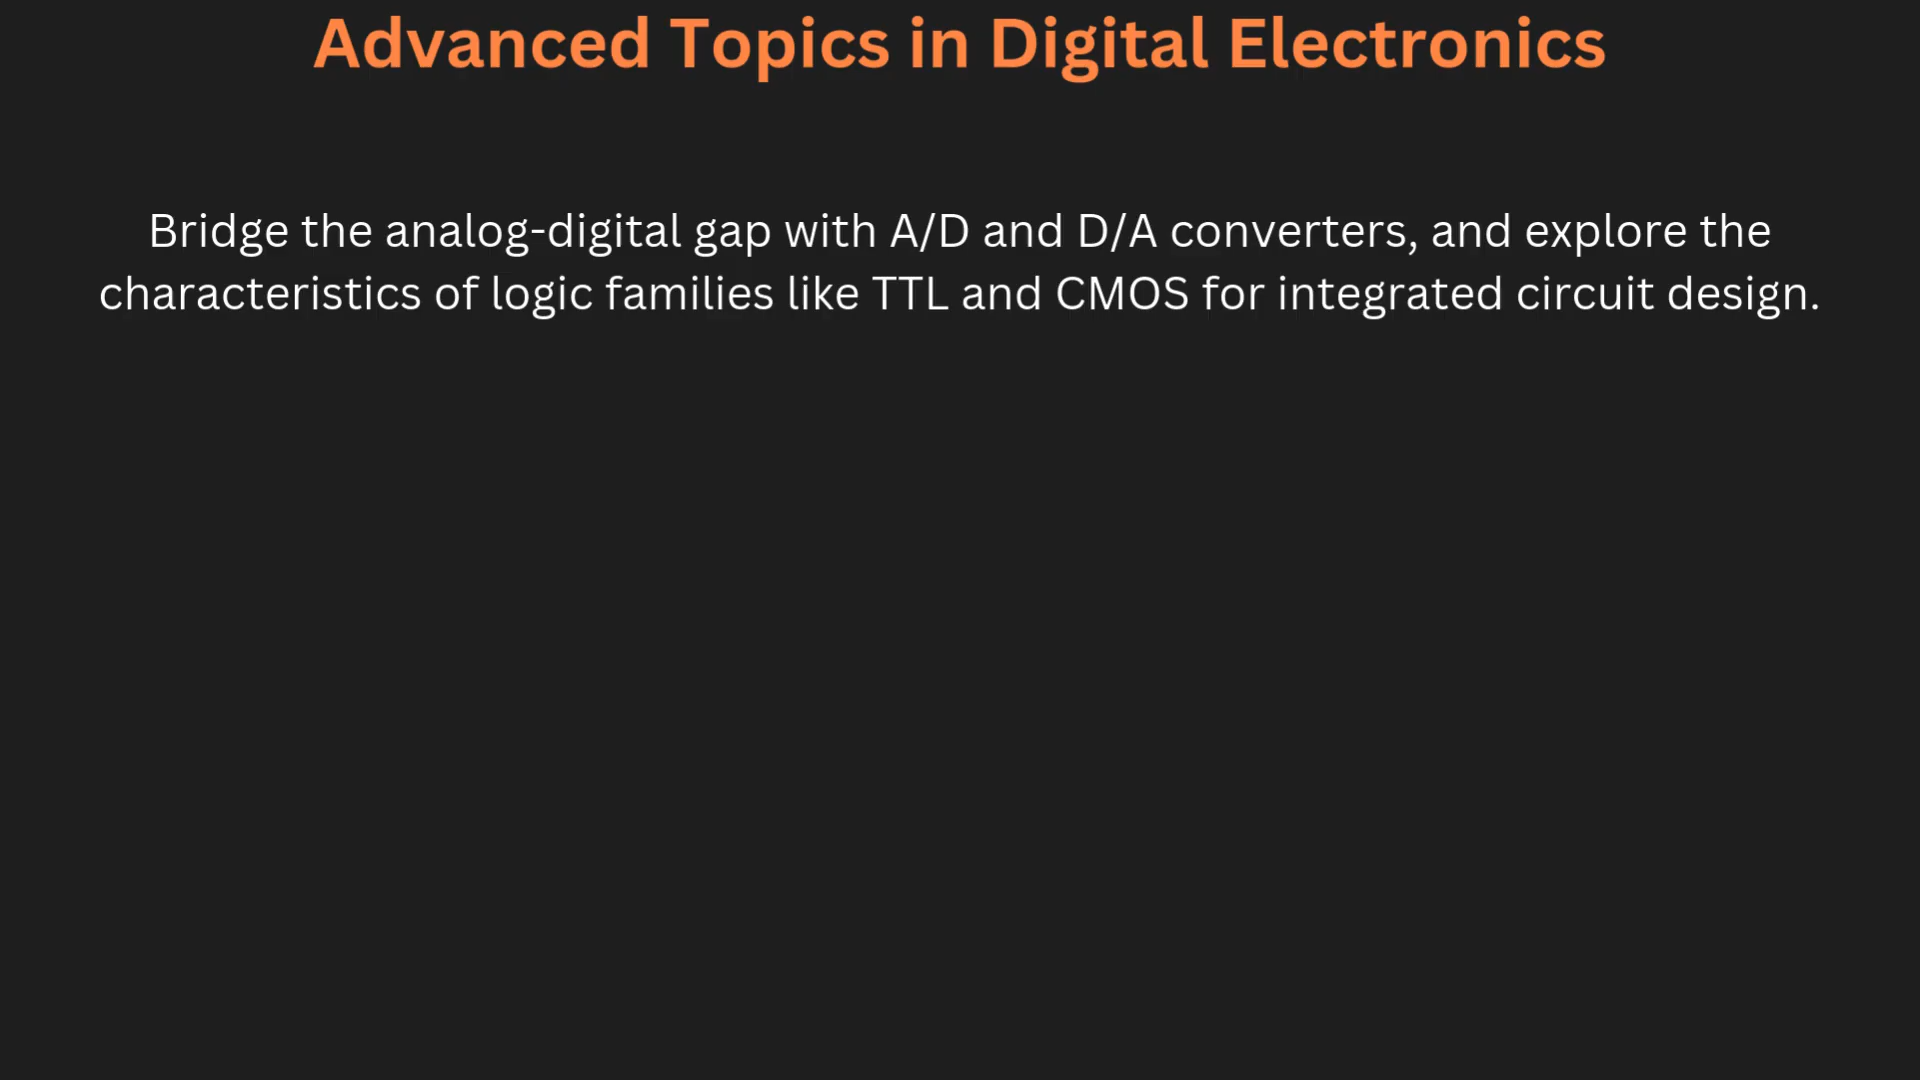 Advanced Topics in Digital Electronics
Bridge the analog-digital gap with A/D and D/A converters, and explore the
characteristics of logic families like TTL and CMOS for integrated circuit design.